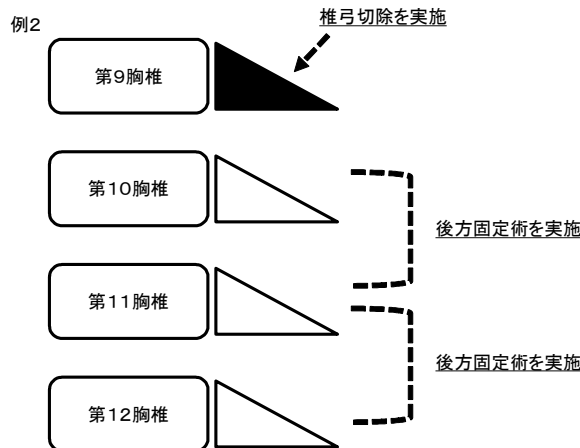 例2
椎弓切除を実施
第9胸椎
第10胸椎
後方固定術を実施
第11胸椎
後方固定術を実施
第12胸椎